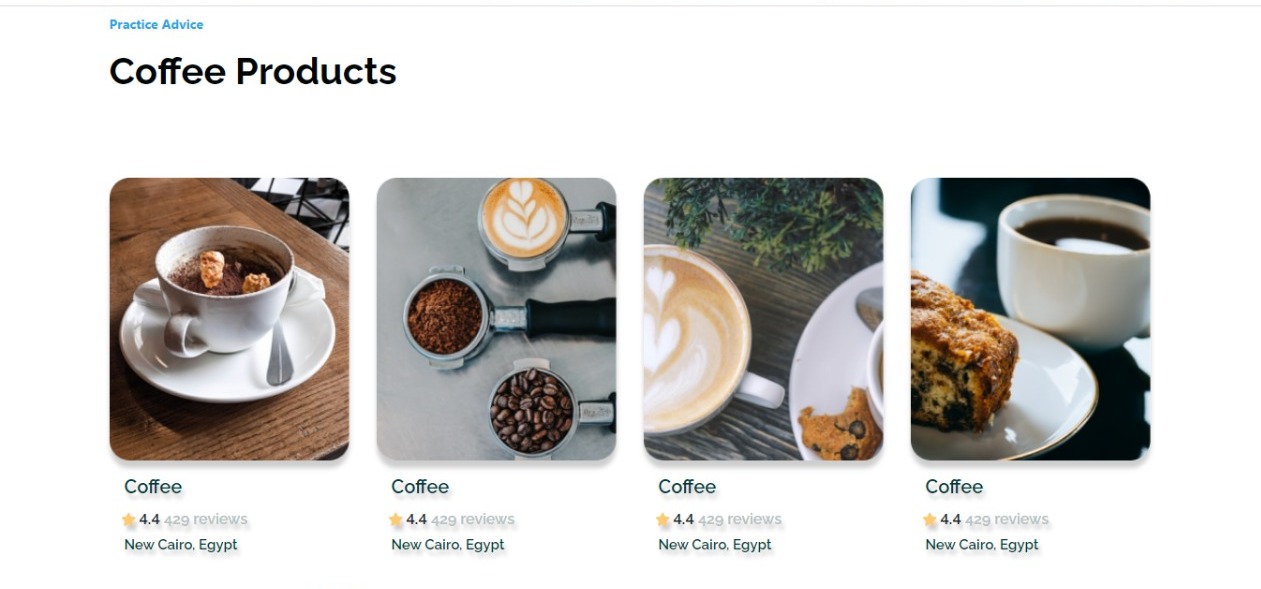 Practice Advice
Coffee Products
Coffee
4.4 429 reviews
New Cairo, Egypt
Coffee
4.4 429 reviews
New Cairo, Egypt
Coffee
4.4 429 reviews
New Cairo, Egypt
Coffee
4.4 429 reviews
New Cairo, Egypt